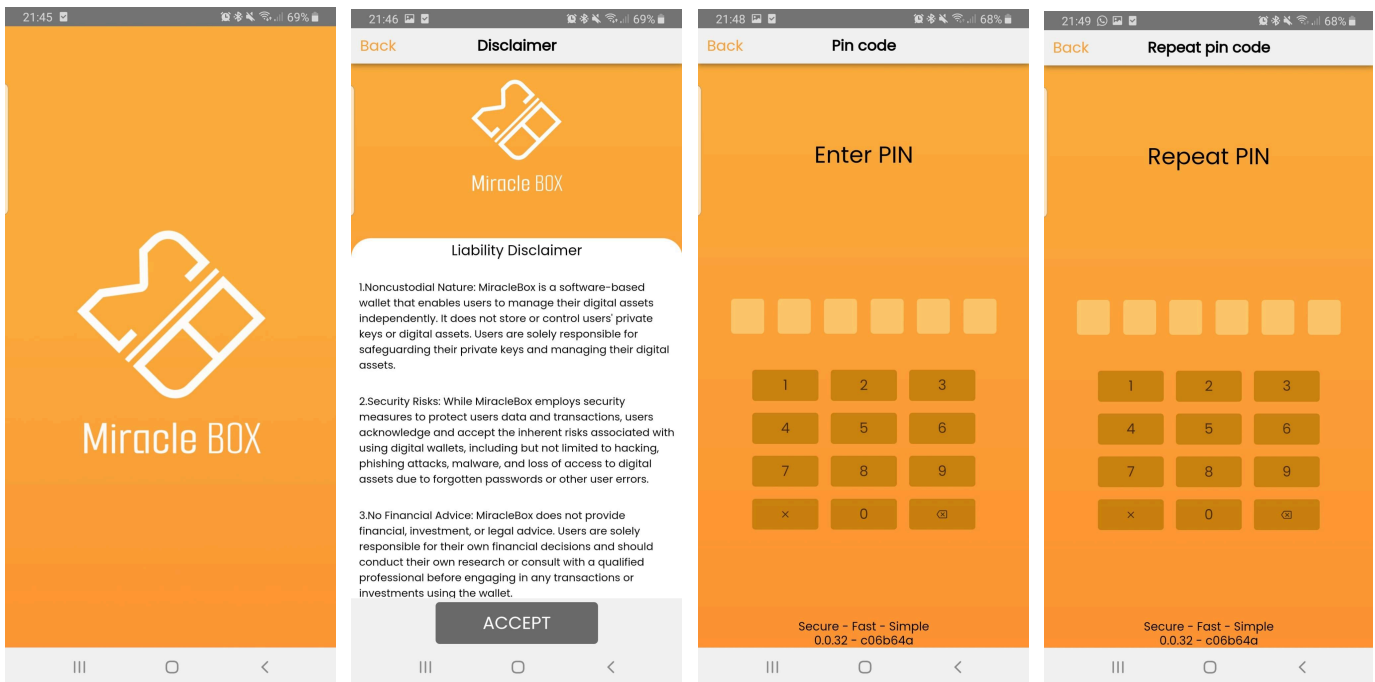 21:45
69%
Miracle BOX
21:46
69%
Back
Disclaimer
Miracle BOX
Liability Disclaimer
1.Noncustodial Nature: MiracleBox is a software-based
wallet that enables users to manage their digital assets
independently. It does not store or control users' private
keys or digital assets. Users are solely responsible for
safeguarding their private keys and managing their digital
assets.
2.Security Risks: While MiracleBox employs security
measures to protect users data and transactions, users
acknowledge and accept the inherent risks associated with
using digital wallets, including but not limited to hacking,
phishing attacks, malware, and loss of access to digital
assets due to forgotten passwords or other user errors.
3.No Financial Advice: MiracleBox does not provide
financial, investment, or legal advice. Users are solely
responsible for their own financial decisions and should
conduct their own research or consult with a qualified
professional before engaging in any transactions or
investments using the wallet.
ACCEPT
21:48
68%
Back
Pin code
Enter PIN
1 2 3
4 5 6
7 8 9
× 0
Secure - Fast - Simple
0.0.32 - c06b64a
21:49
68%
Back
Repeat pin code
Repeat PIN
1 2 3
4 5 6
7 8 9
× 0
Secure - Fast - Simple
0.0.32 - c06b64a